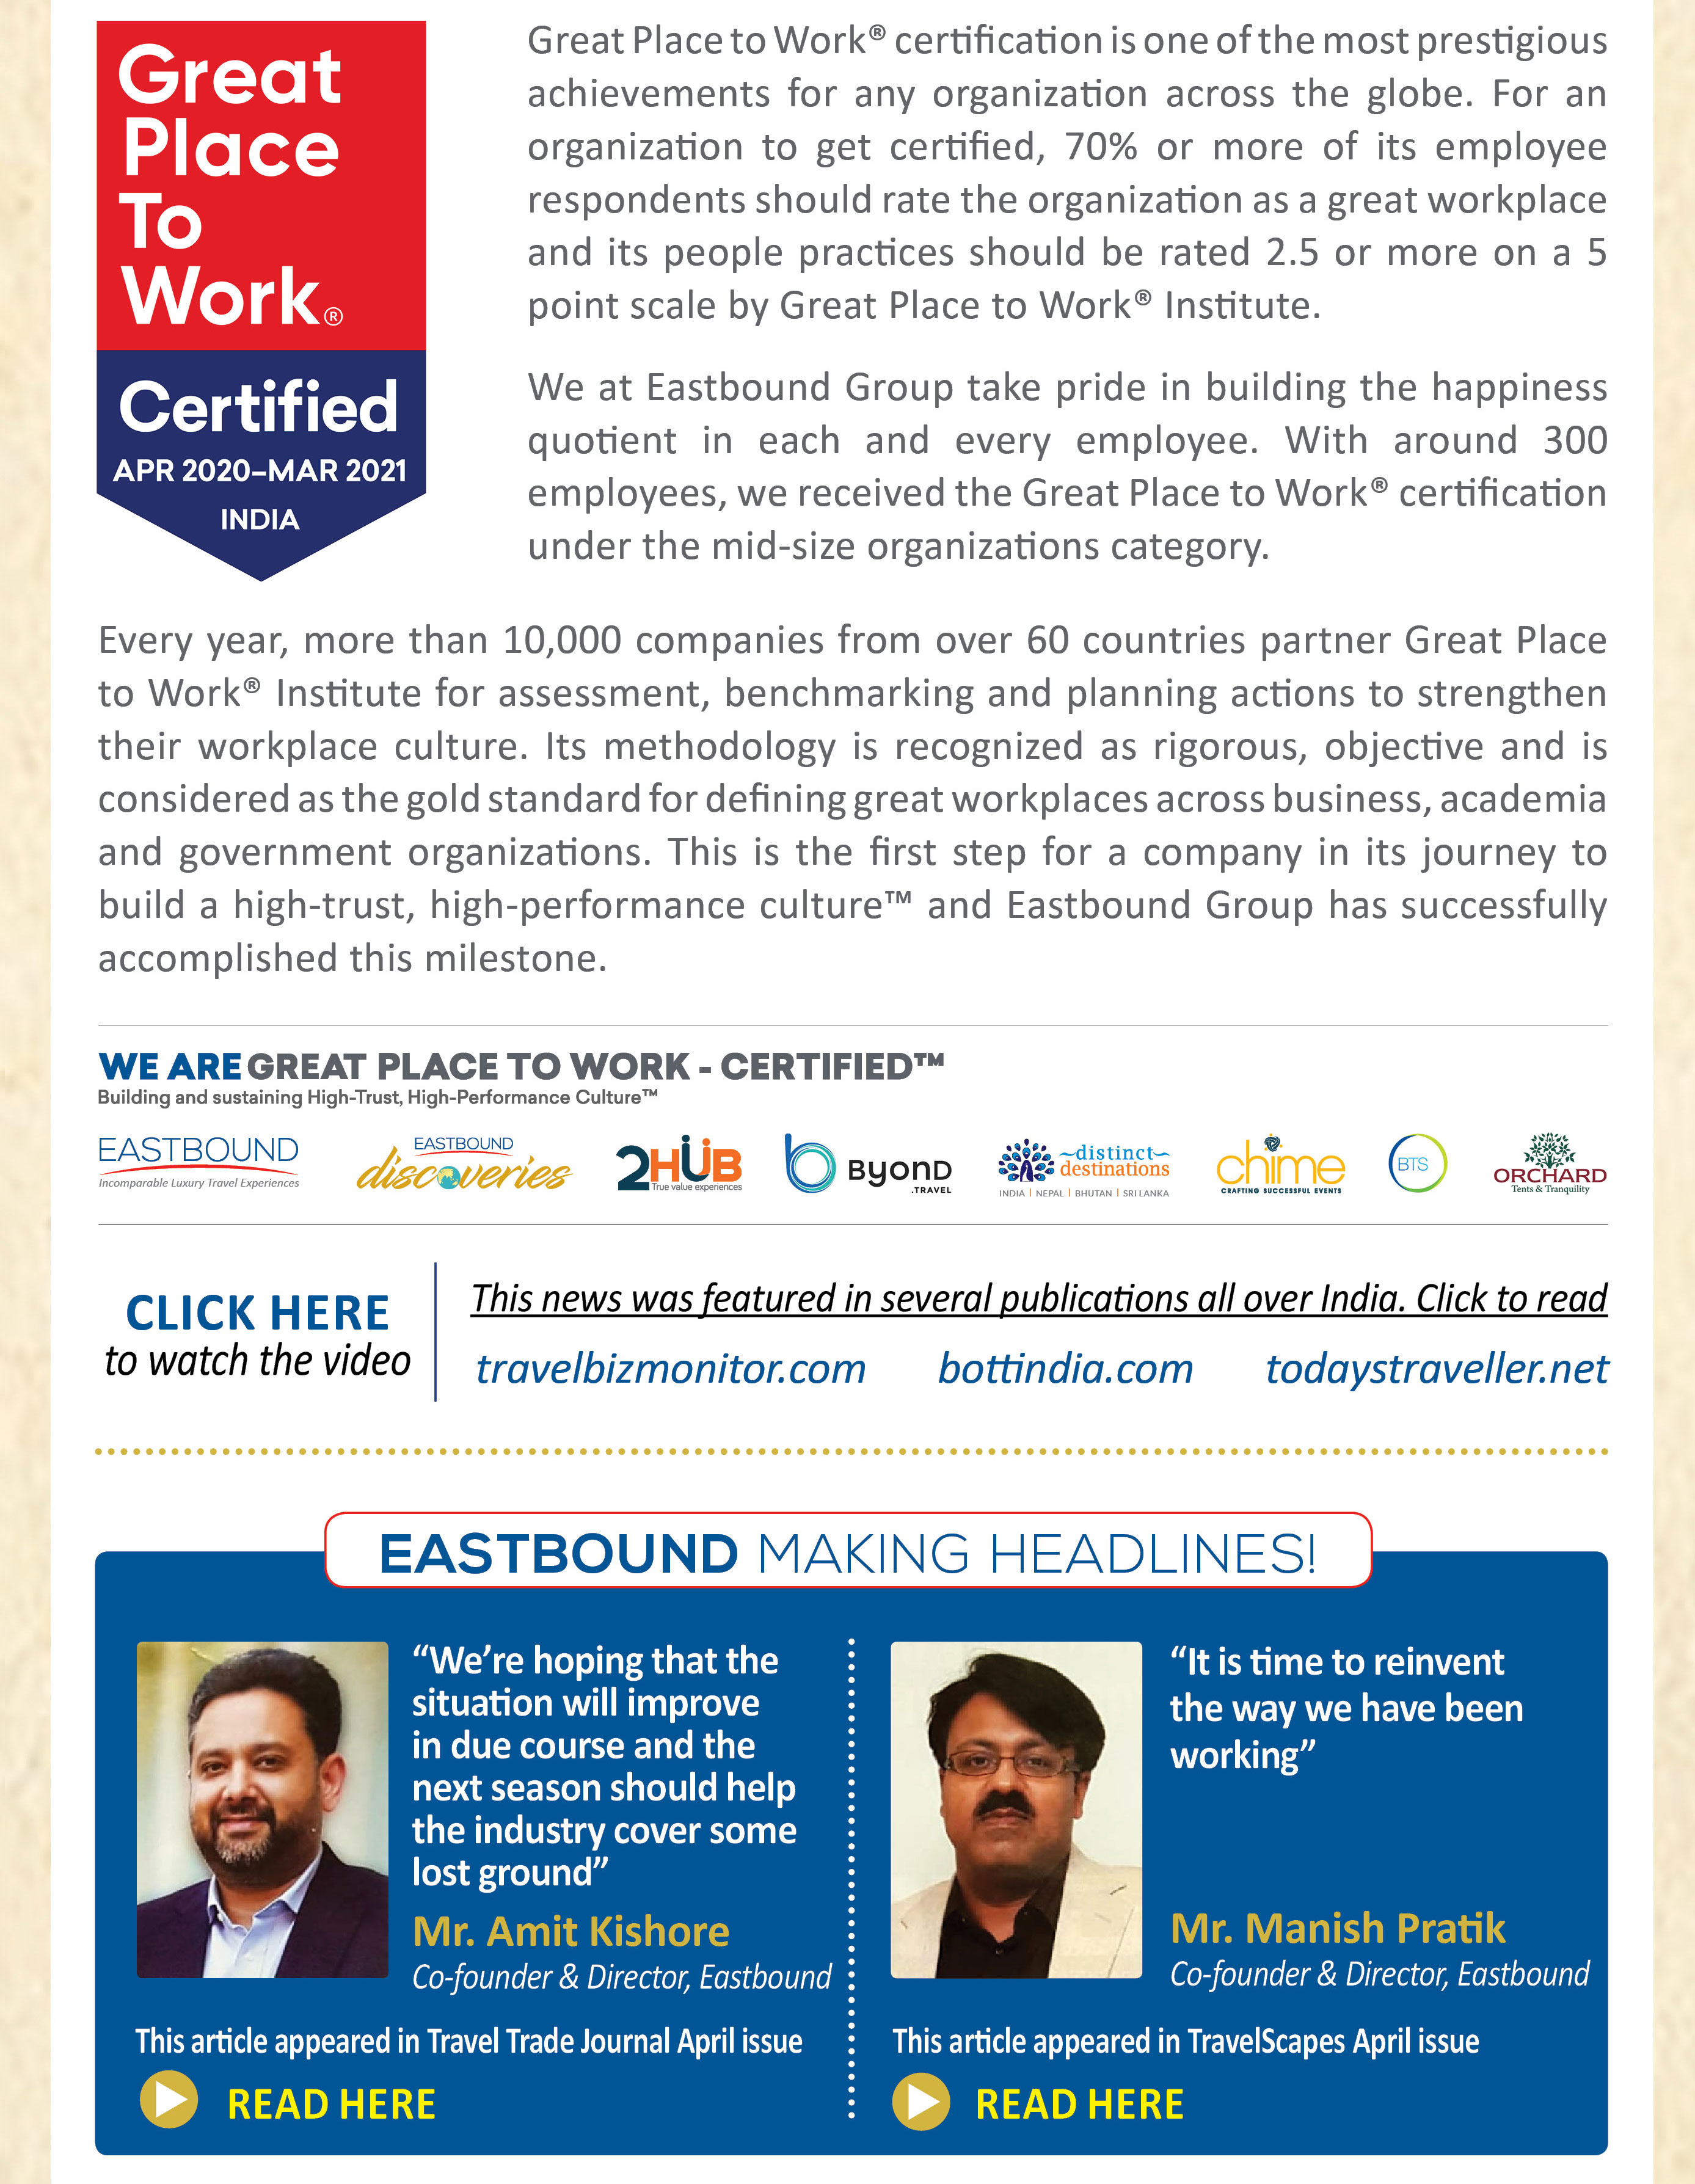 Great
Place
To
Work®
Certified
APR 2020–MAR 2021
INDIA
Great Place to Work® certification is one of the most prestigious
achievements for any organization across the globe. For an
organization to get certified, 70% or more of its employee
respondents should rate the organization as a great workplace
and its people practices should be rated 2.5 or more on a 5
point scale by Great Place to Work® Institute.
We at Eastbound Group take pride in building the happiness
quotient in each and every employee. With around 300
employees, we received the Great Place to Work® certification
under the mid-size organizations category.
Every year, more than 10,000 companies from over 60 countries partner Great Place
to Work® Institute for assessment, benchmarking and planning actions to strengthen
their workplace culture. Its methodology is recognized as rigorous, objective and is
considered as the gold standard for defining great workplaces across business, academia
and government organizations. This is the first step for a company in its journey to
build a high-trust, high-performance culture™ and Eastbound Group has successfully
accomplished this milestone.
WE ARE GREAT PLACE TO WORK - CERTIFIED™
Building and sustaining High-Trust, High-Performance Culture™
EASTBOUND
Incomparable Luxury Travel Experiences
EASTBOUND
discoveries
2HUB
True value experiences
b
ByonD
.TRAVEL
distinct
destinations
INDIA | NEPAL | BHUTAN | SRI LANKA
chime
CRAFTING SUCCESSFUL EVENTS
BTS
ORCHARD
Tents & Tranquility
CLICK HERE
to watch the video
This news was featured in several publications all over India. Click to read
travelbizmonitor.com bottindia.com todaystraveller.net
EASTBOUND MAKING HEADLINES!
“We’re hoping that the
situation will improve
in due course and the
next season should help
the industry cover some
lost ground”
Mr. Amit Kishore
Co-founder & Director, Eastbound
This article appeared in Travel Trade Journal April issue
READ HERE
“It is time to reinvent
the way we have been
working”
Mr. Manish Pratik
Co-founder & Director, Eastbound
This article appeared in TravelScapes April issue
READ HERE